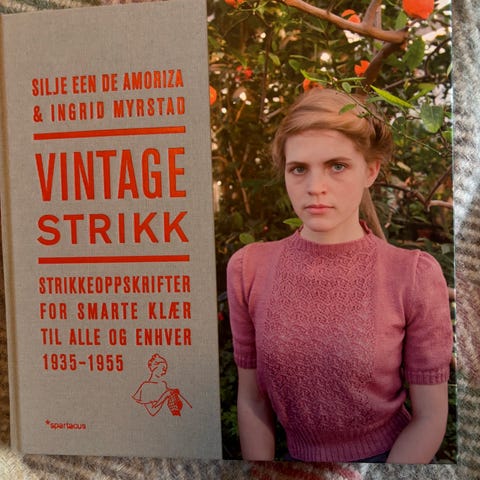 SILJE EEN DE AMORIZA
& INGRID MYRSTAD
VINTAGE
STRIKK
STRIKKEOPPSKRIFTER
FOR SMARTE KLÆR
TIL ALLE OG ENHVER
1935-1955
*spartacus